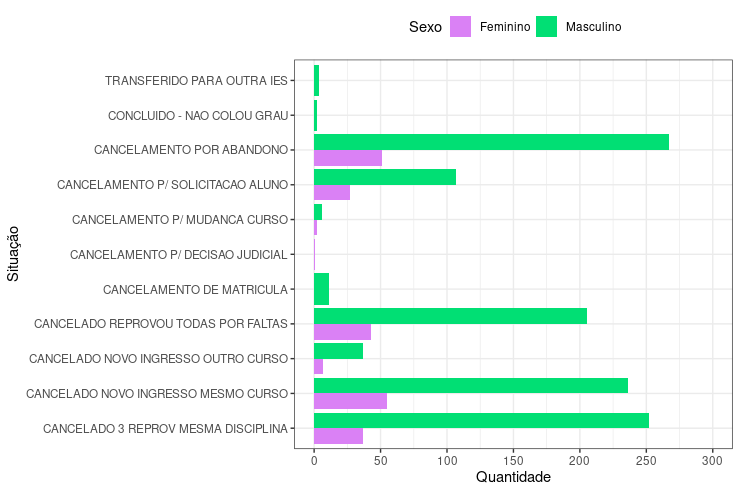 Sexo Feminino Masculino
TRANSFERIDO PARA OUTRA IES
CONCLUIDO - NAO COLOU GRAU
CANCELAMENTO POR ABANDONO
CANCELAMENTO P/ SOLICITACAO ALUNO
CANCELAMENTO P/ MUDANCA CURSO
CANCELAMENTO P/ DECISAO JUDICIAL
CANCELAMENTO DE MATRICULA
CANCELADO REPROVOU TODAS POR FALTAS
CANCELADO NOVO INGRESSO OUTRO CURSO
CANCELADO NOVO INGRESSO MESMO CURSO
CANCELADO 3 REPROV MESMA DISCIPLINA
Situação
0 50 100 150 200 250 300
Quantidade